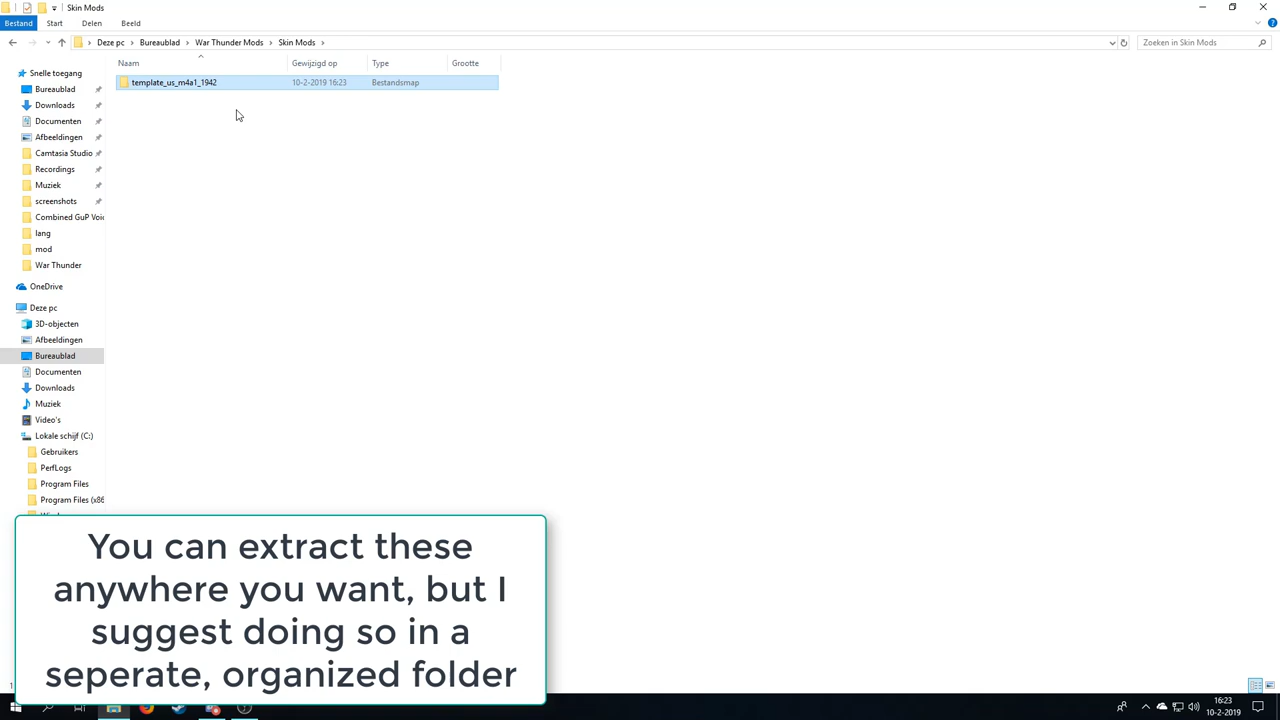 Skin Mods
Bestand Start Delen Beeld
Deze pc > Bureaublad > War Thunder Mods > Skin Mods >
Zoeken in Skin Mods
Naam Gewijzigd op Type Grootte
template_us_m4a1_1942 10-2-2019 16:23 Bestandsmap
Snelle toegang
Bureaublad
Downloads
Documenten
Afbeeldingen
Camtasia Studio
Recordings
Muziek
screenshots
Combined GuP Voi
lang
mod
War Thunder
OneDrive
Deze pc
3D-objecten
Afbeeldingen
Bureaublad
Documenten
Downloads
Muziek
Video's
Lokale schijf (C:)
Gebruikers
PerfLogs
Program Files
Program Files (x86
You can extract these
anywhere you want, but I
suggest doing so in a
seperate, organized folder
16:23
10-2-2019